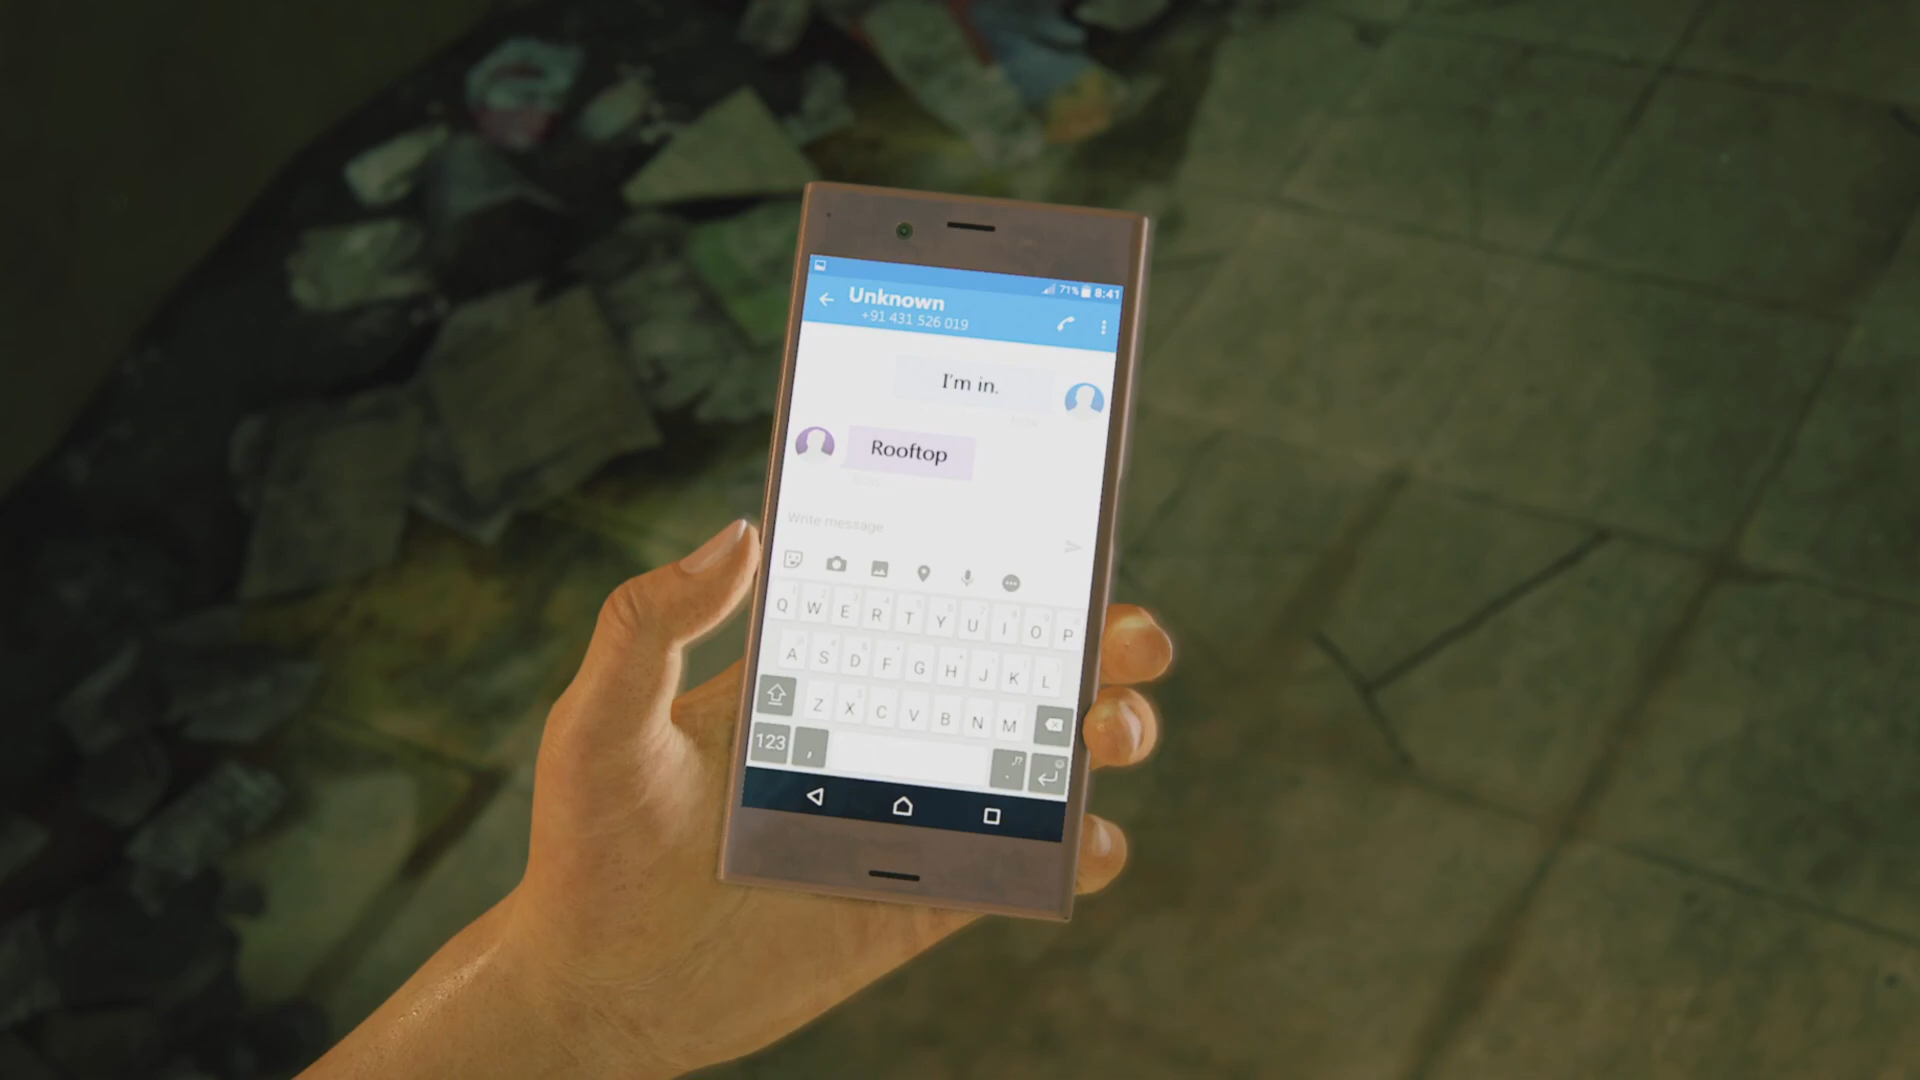 71% 8:41
Unknown
+91 431 526 019
I'm in.
Rooftop
Write message
Q W E R T Y U I O P
A S D F G H J K L
Z X C V B N M
123 , . ,!?